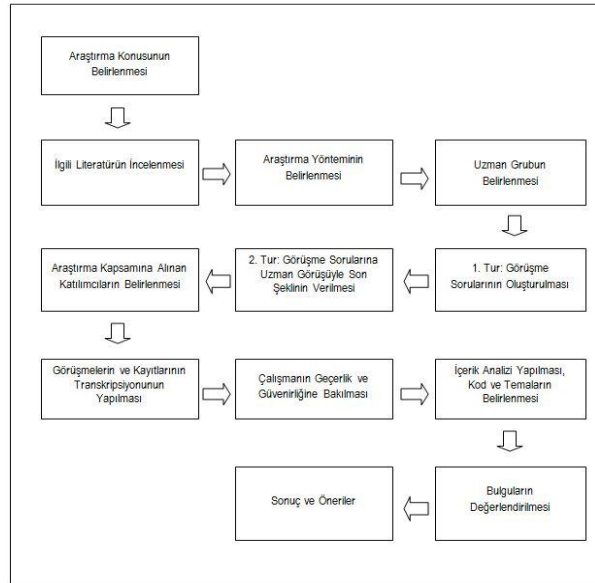 Araştırma Konusunun
Belirlenmesi
İlgili Literatürün İncelenmesi
Araştırma Yönteminin
Belirlenmesi
Uzman Grubun
Belirlenmesi
1. Tur: Görüşme
Sorularının Oluşturulması
2. Tur: Görüşme Sorularına
Uzman Görüşüyle Son
Şeklinin Verilmesi
Araştırma Kapsamına Alınan
Katılımcıların Belirlenmesi
Görüşmelerin ve Kayıtlarının
Transkripsiyonunun
Yapılması
Çalışmanın Geçerlik ve
Güvenirliğine Bakılması
İçerik Analizi Yapılması,
Kod ve Temaların
Belirlenmesi
Bulguların
Değerlendirilmesi
Sonuç ve Öneriler